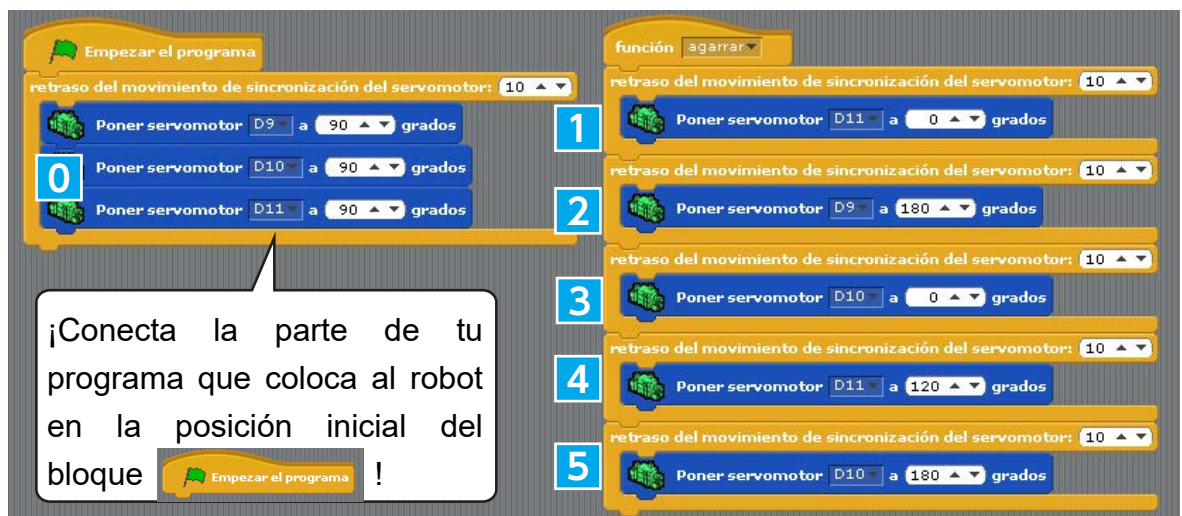 Empezar el programa
retraso del movimiento de sincronización del servomotor: 10
Poner servomotor D9 a 90 grados
0
Poner servomotor D10 a 90 grados
Poner servomotor D11 a 90 grados
¡Conecta la parte de tu
programa que coloca al robot
en la posición inicial del
bloque Empezar el programa !
función agarrar
retraso del movimiento de sincronización del servomotor: 10
1
Poner servomotor D11 a 0 grados
retraso del movimiento de sincronización del servomotor: 10
2
Poner servomotor D9 a 180 grados
retraso del movimiento de sincronización del servomotor: 10
3
Poner servomotor D10 a 0 grados
retraso del movimiento de sincronización del servomotor: 10
4
Poner servomotor D11 a 120 grados
retraso del movimiento de sincronización del servomotor: 10
5
Poner servomotor D10 a 180 grados